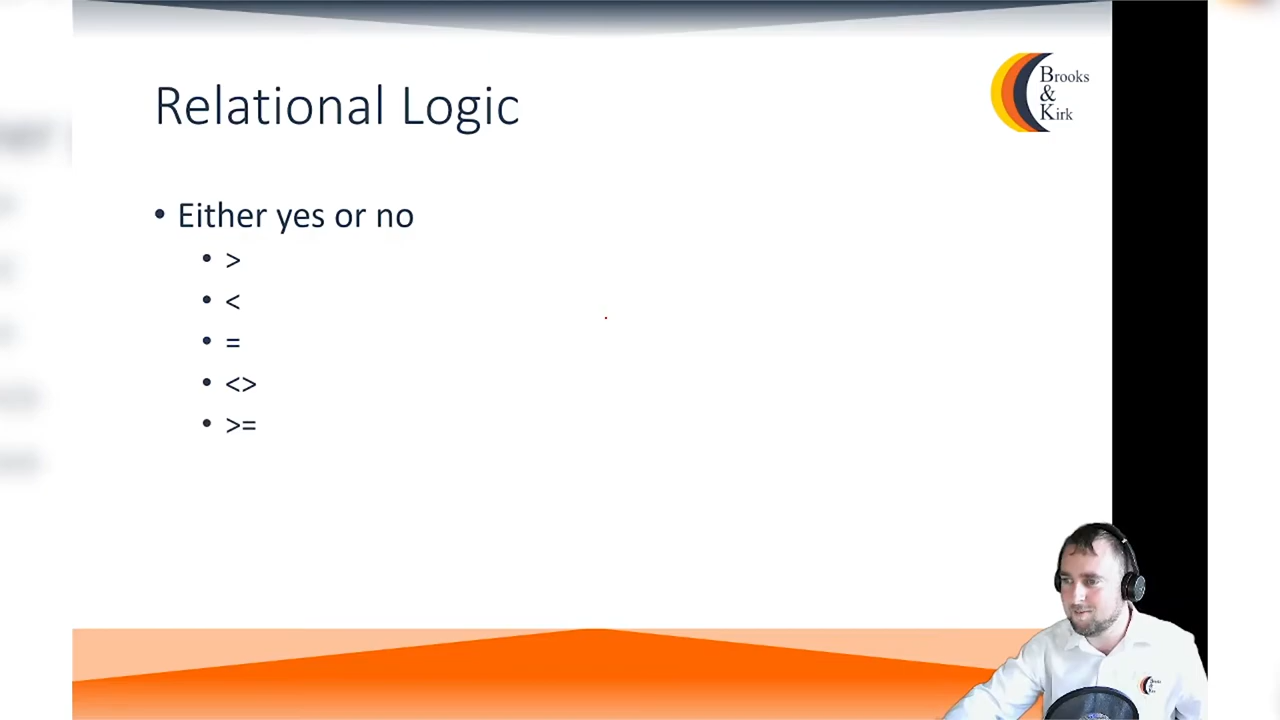 Relational Logic
Brooks
&
Kirk
• Either yes or no
• >
• <
• =
• <>
• >=